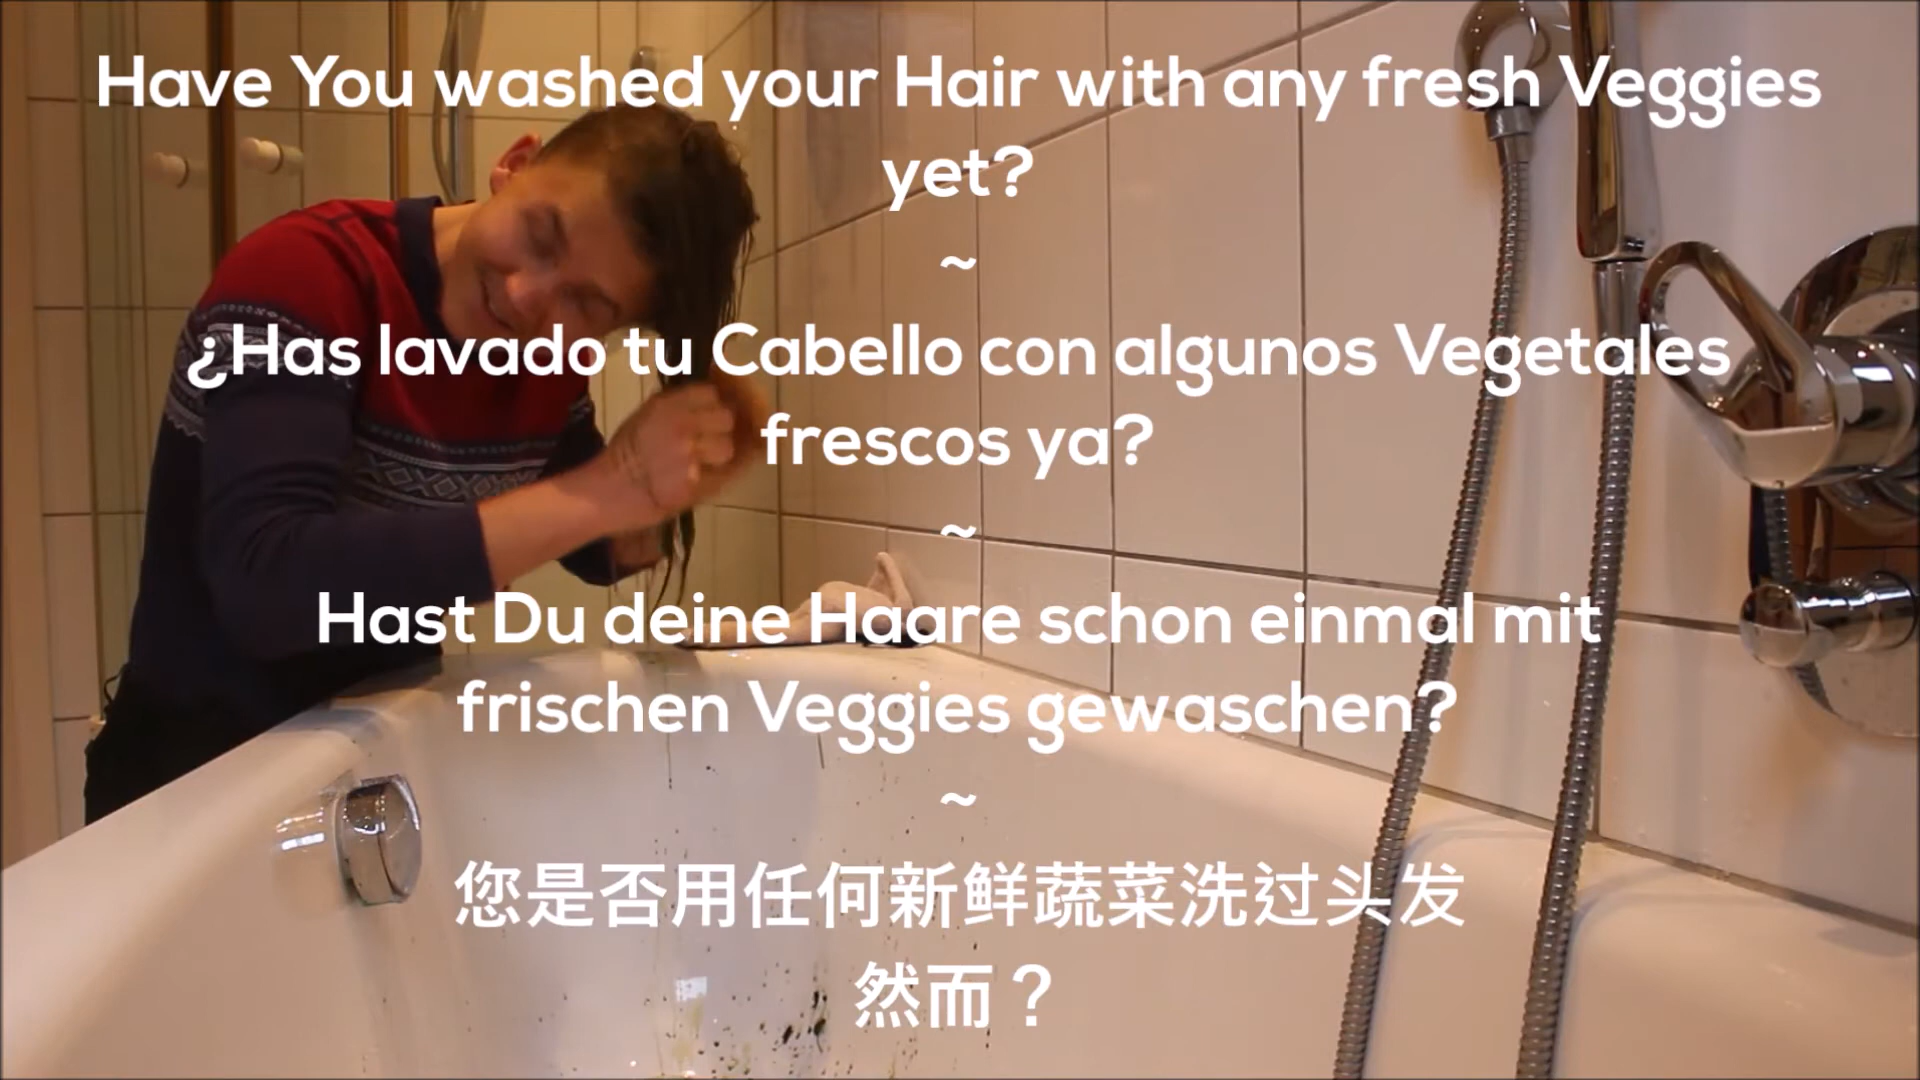 Have You washed your Hair with any fresh Veggies
yet?
~
¿Has lavado tu Cabello con algunos Vegetales
frescos ya?
~
Hast Du deine Haare schon einmal mit
frischen Veggies gewaschen?
~
您是否用任何新鲜蔬菜洗过头发
然而？